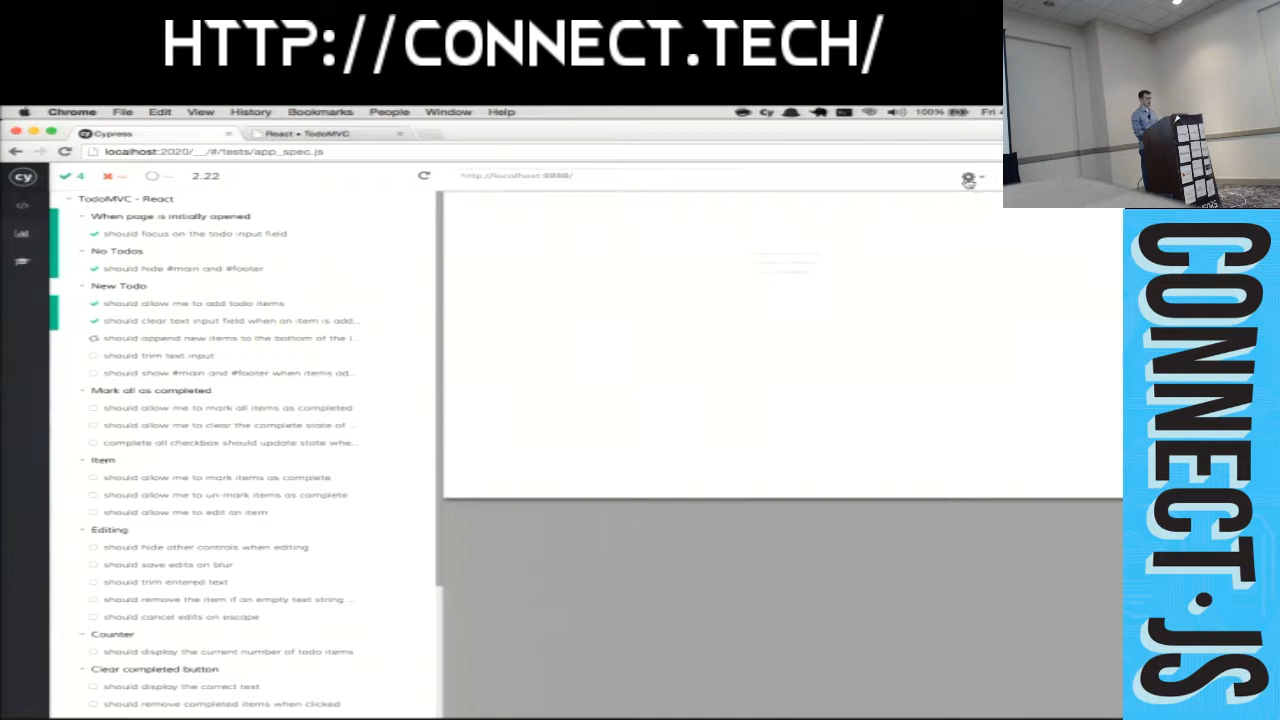 HTTP://CONNECT.TECH/
Chrome File Edit View History Bookmarks People Window Help
Cy 100% Fri 4
Cypress
React • TodoMVC
localhost:2020/__/#/tests/app_spec.js
cy
4 -- -- 2.22
http://localhost:8888/
TodoMVC - React
When page is initially opened
should focus on the todo input field
No Todos
should hide #main and #footer
New Todo
should allow me to add todo items
should clear text input field when an item is add...
should append new items to the bottom of the l...
should trim text input
should show #main and #footer when items ad...
Mark all as completed
should allow me to mark all items as completed
should allow me to clear the complete state of ...
complete all checkbox should update state whe...
Item
should allow me to mark items as complete
should allow me to un-mark items as complete
should allow me to edit an item
Editing
should hide other controls when editing
should save edits on blur
should trim entered text
should remove the item if an empty text string ...
should cancel edits on escape
Counter
should display the current number of todo items
Clear completed button
should display the correct text
should remove completed items when clicked
CONNECT•JS